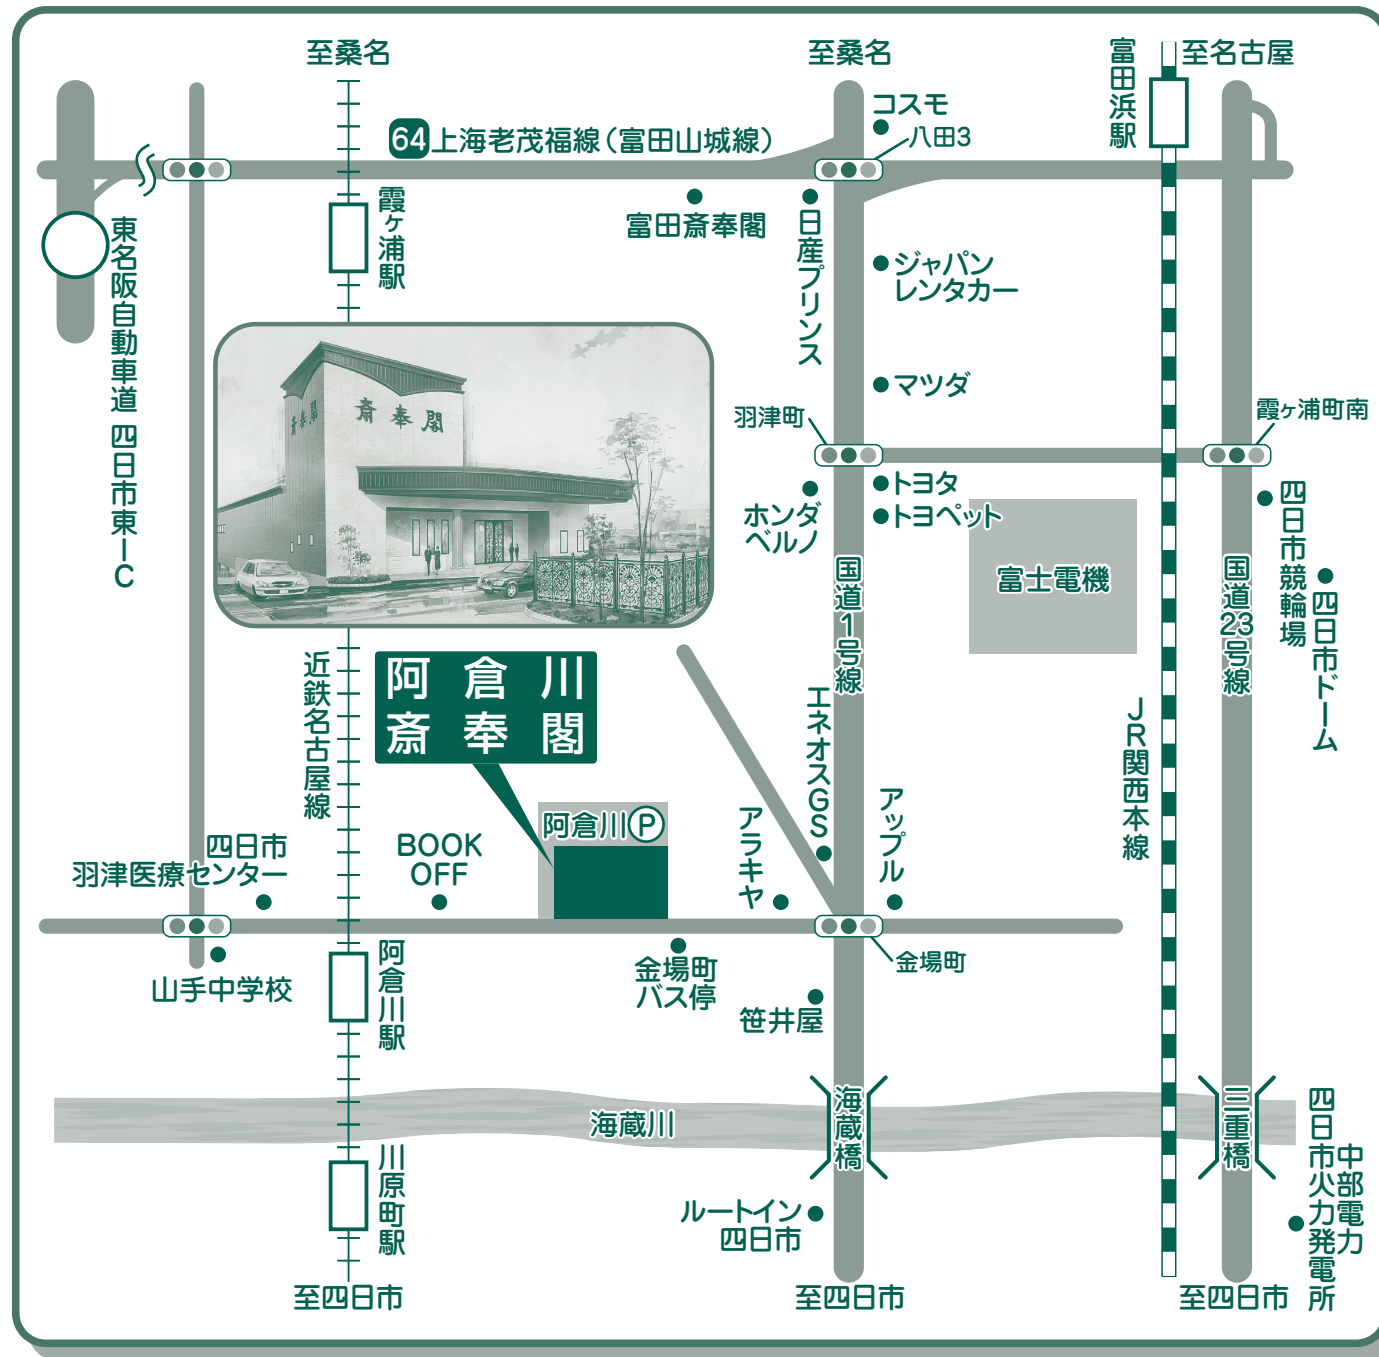 至桑名
至桑名
富田浜駅
至名古屋
コスモ
八田3
64
上海老茂福線（富田山城線）
霞ヶ浦駅
富田斎奉閣
日産プリンス
東名阪自動車道 四日市東IC
ジャパン
レンタカー
マツダ
斎奉閣
斎奉閣
羽津町
霞ヶ浦町南
トヨタ
トヨペット
ホンダ
ベルノ
四日市競輪場
四日市ドーム
富士電機
国道1号線
国道23号線
近鉄名古屋線
阿倉川
斎奉閣
エネオスGS
JR関西本線
アップル
アラキヤ
阿倉川P
BOOK
OFF
四日市
羽津医療センター
山手中学校
阿倉川駅
金場町
バス停
金場町
笹井屋
海蔵川
海蔵橋
三重橋
川原町駅
ルートイン
四日市
中部電力
四日市火力発電所
至四日市
至四日市
至四日市